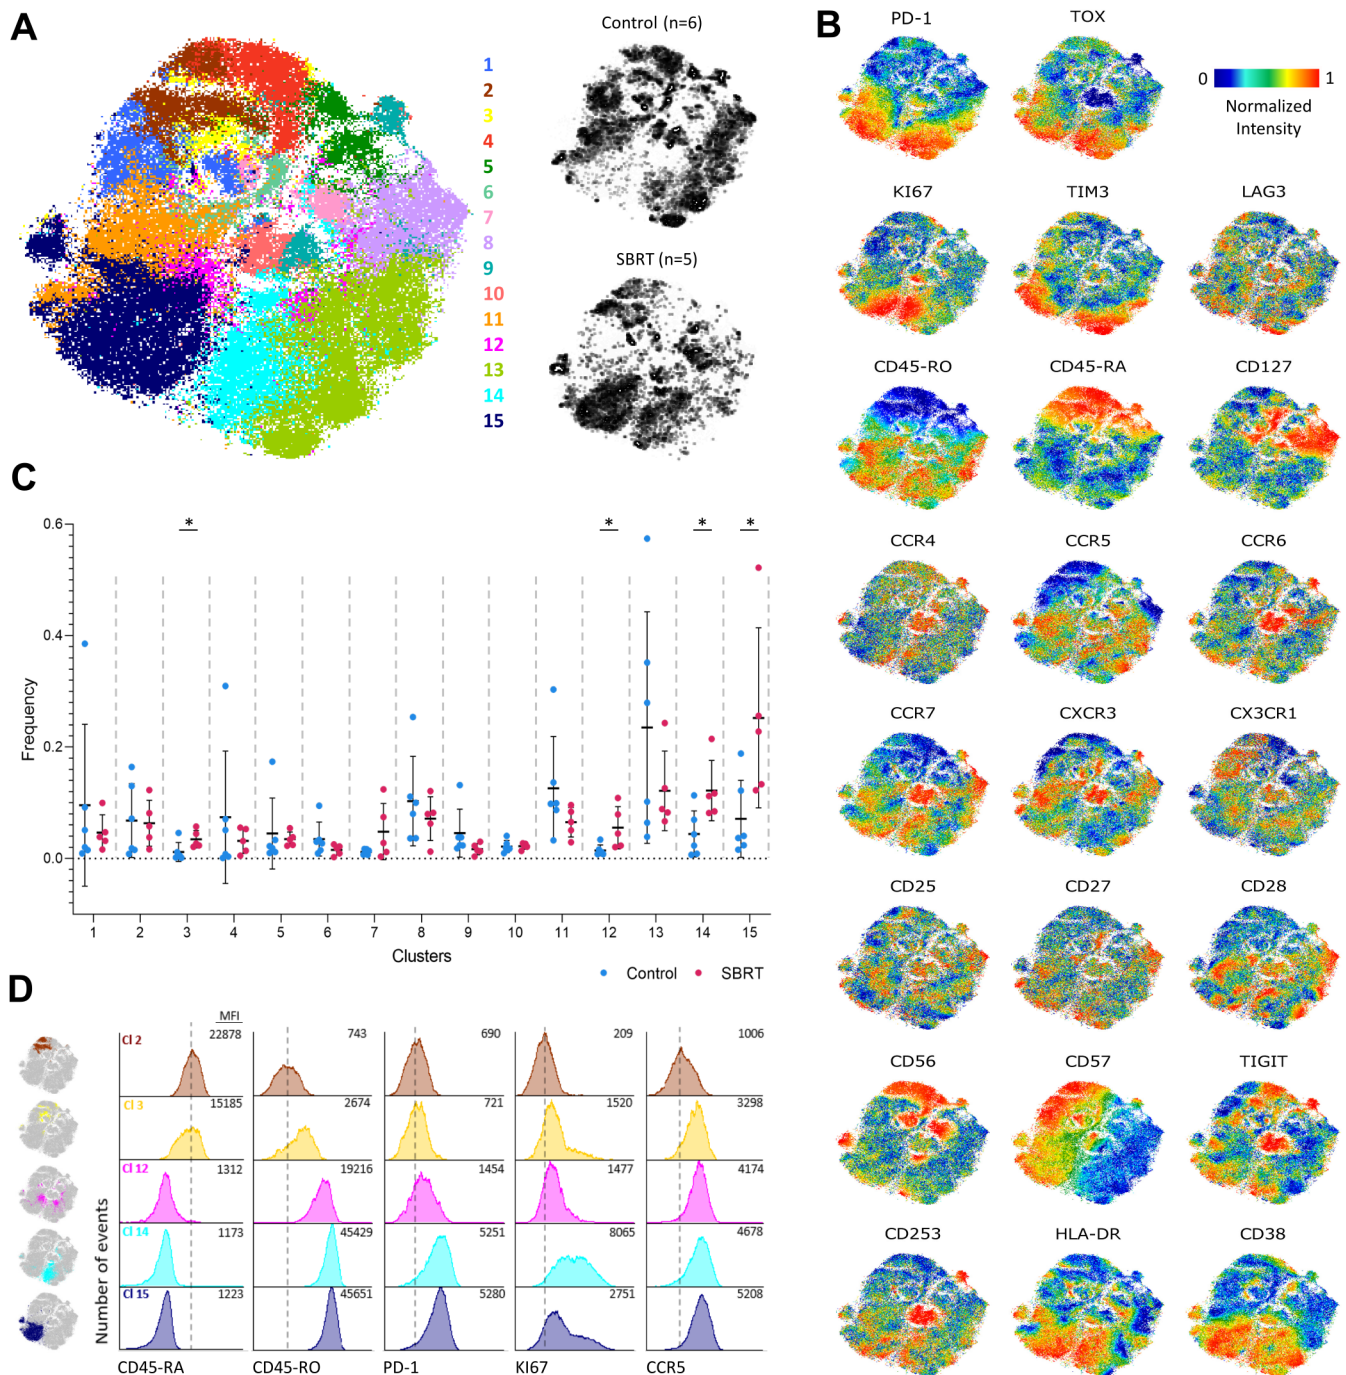 A
Control (n=6)
1
2
3
4
5
6
7
8
9
10
11
12
13
14
15
SBRT (n=5)
B
PD-1
TOX
0
1
Normalized
Intensity
KI67
TIM3
LAG3
CD45-RO
CD45-RA
CD127
CCR4
CCR5
CCR6
CCR7
CXCR3
CX3CR1
CD25
CD27
CD28
CD56
CD57
TIGIT
CD253
HLA-DR
CD38
C
0.6
* * * *
0.4
0.2
0.0
Frequency
1 2 3 4 5 6 7 8 9 10 11 12 13 14 15
Clusters
Control SBRT
D
MFI
Cl 2 22878 743 690 209 1006
Cl 3 15185 2674 721 1520 3298
Cl 12 1312 19216 1454 1477 4174
Cl 14 1173 45429 5251 8065 4678
Cl 15 1223 45651 5280 2751 5208
Number of events
CD45-RA CD45-RO PD-1 KI67 CCR5